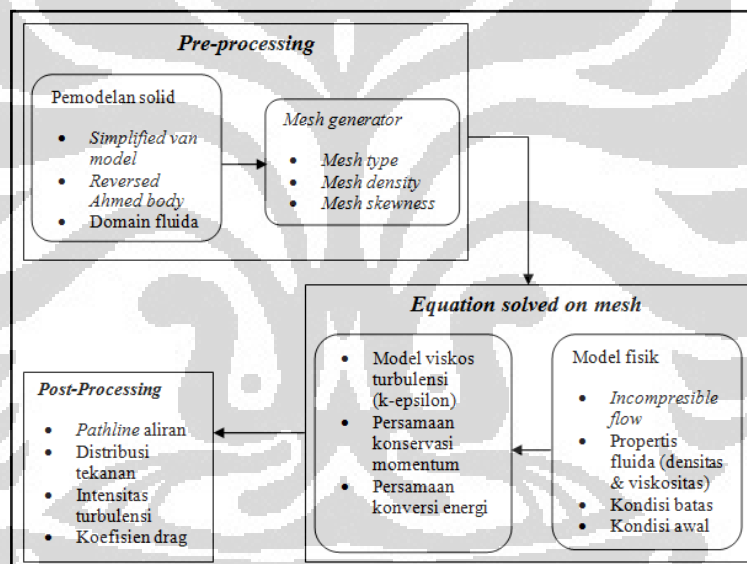 Pre-processing
Pemodelan solid
• Simplified van
model
• Reversed
Ahmed body
• Domain fluida
Mesh generator
• Mesh type
• Mesh density
• Mesh skewness
Equation solved on mesh
• Model viskos
turbulensi
(k-epsilon)
• Persamaan
konservasi
momentum
• Persamaan
konversi energi
Model fisik
• Incompresible
flow
• Propertis
fluida (densitas
& viskositas)
• Kondisi batas
• Kondisi awal
Post-Processing
• Pathline aliran
• Distribusi
tekanan
• Intensitas
turbulensi
• Koefisien drag